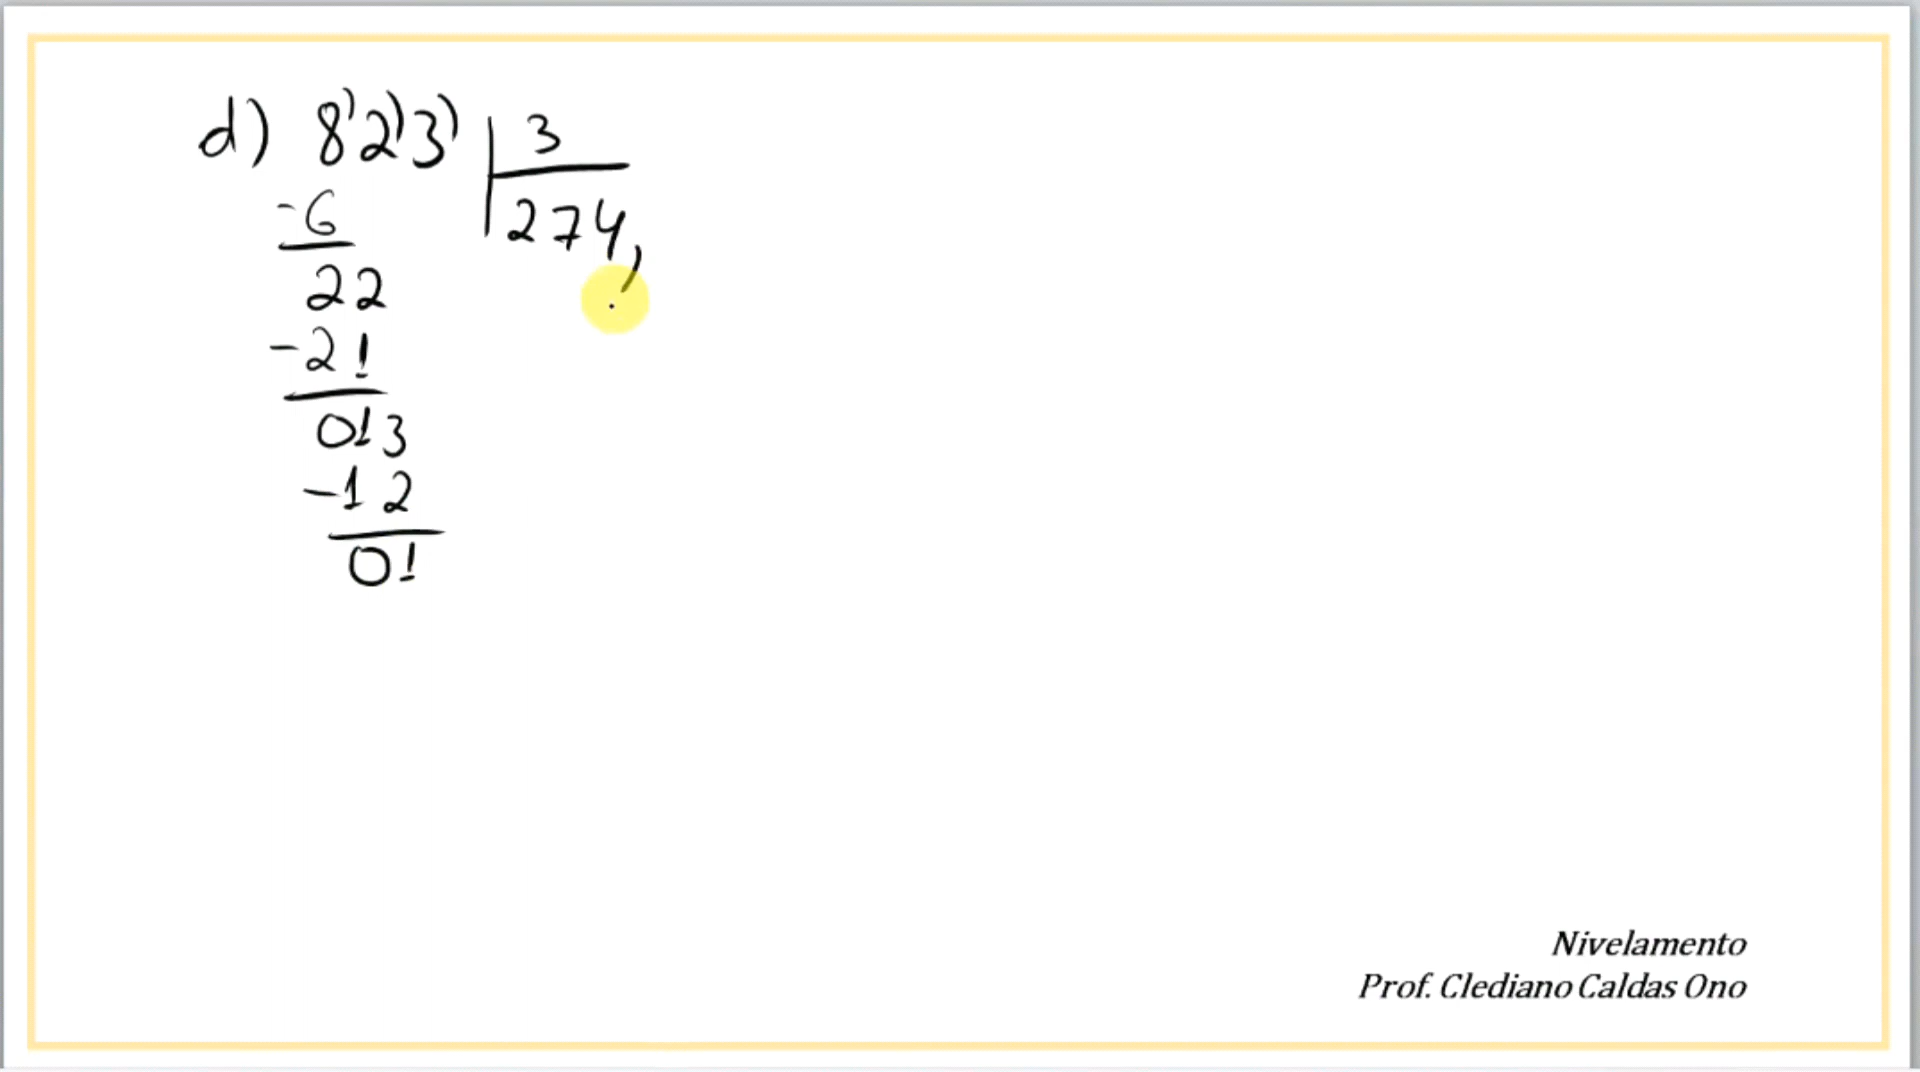 d) 8'2'3' | 3
-6 274,
22
-21
013
-12
01
Nivelamento
Prof. Clediano Caldas Ono